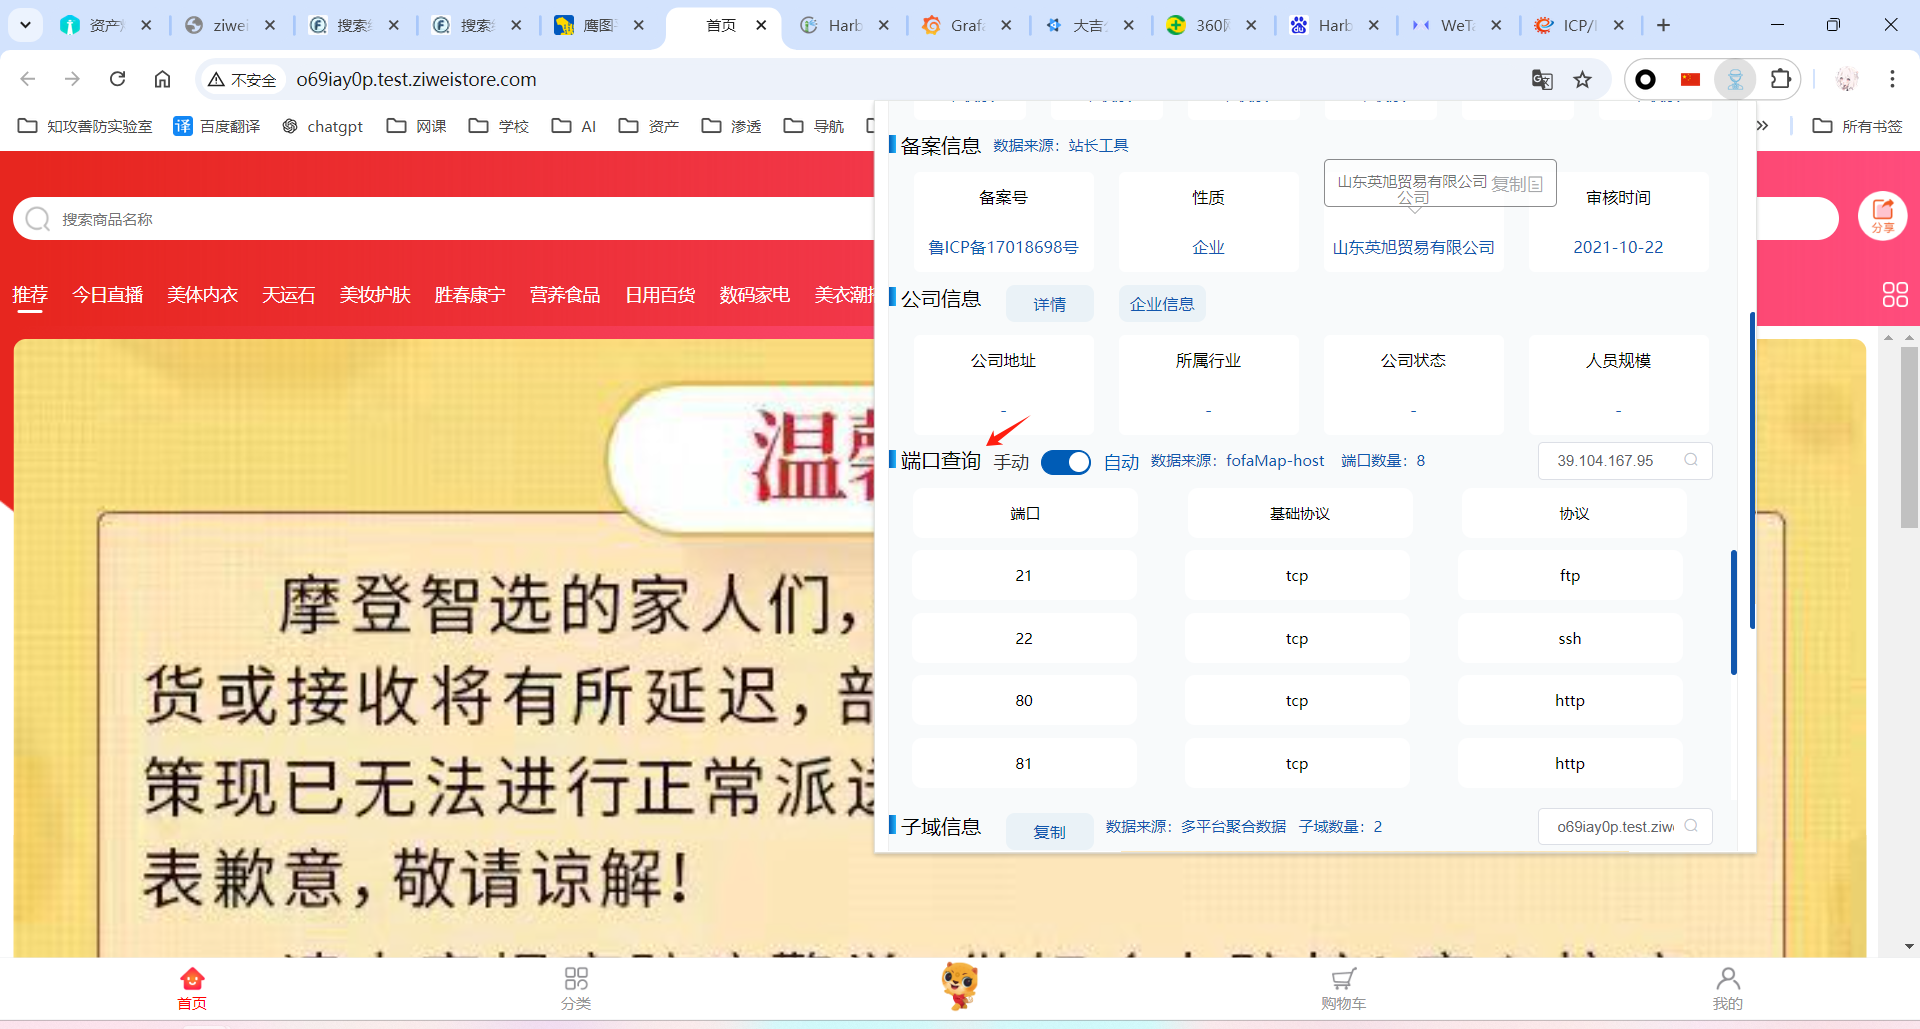 资产
ziwei
搜索
搜索
鹰图
首页
Harb
Grafa
大吉
360
Harb
WeTa
ICP/
不安全
o69iay0p.test.ziweistore.com
知攻善防实验室
百度翻译
chatgpt
网课
学校
AI
资产
渗透
导航
所有书签
搜索商品名称
分享
推荐
今日直播
美体内衣
天运石
美妆护肤
胜春康宁
营养食品
日用百货
数码家电
美衣潮
备案信息 数据来源：站长工具
山东英旭贸易有限公司 复制
公司
备案号
性质
审核时间
鲁ICP备17018698号
企业
山东英旭贸易有限公司
2021-10-22
公司信息 详情 企业信息
公司地址
所属行业
公司状态
人员规模
-
-
-
-
端口查询 手动 自动 数据来源：fofaMap-host 端口数量：8
39.104.167.95
端口 基础协议 协议
21 tcp ftp
22 tcp ssh
80 tcp http
81 tcp http
子域信息 复制 数据来源：多平台聚合数据 子域数量：2
o69iay0p.test.ziw
温
摩登智选的家人们，
货或接收将有所延迟，部
策现已无法进行正常派送
表歉意，敬请谅解！
首页
分类
购物车
我的